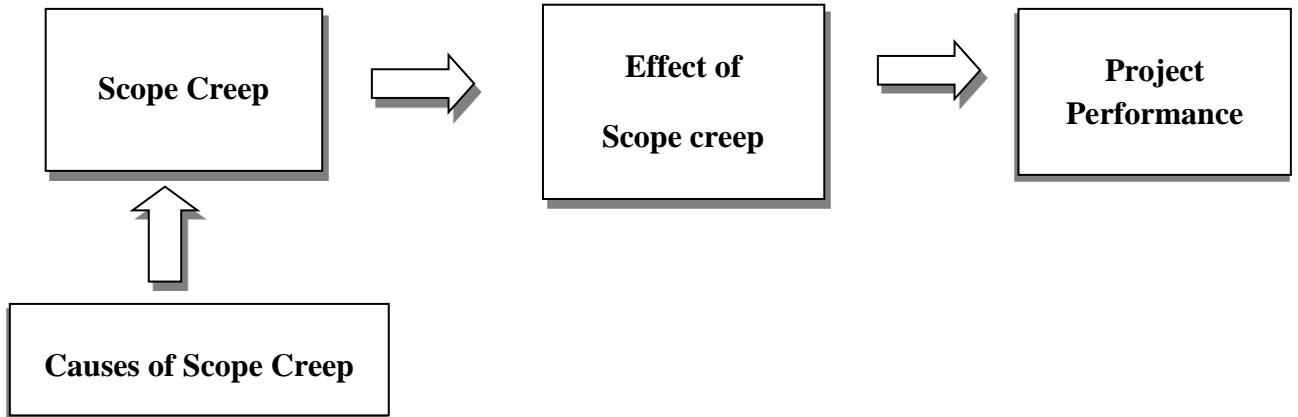 Scope Creep
Effect of
Scope creep
Project
Performance
Causes of Scope Creep